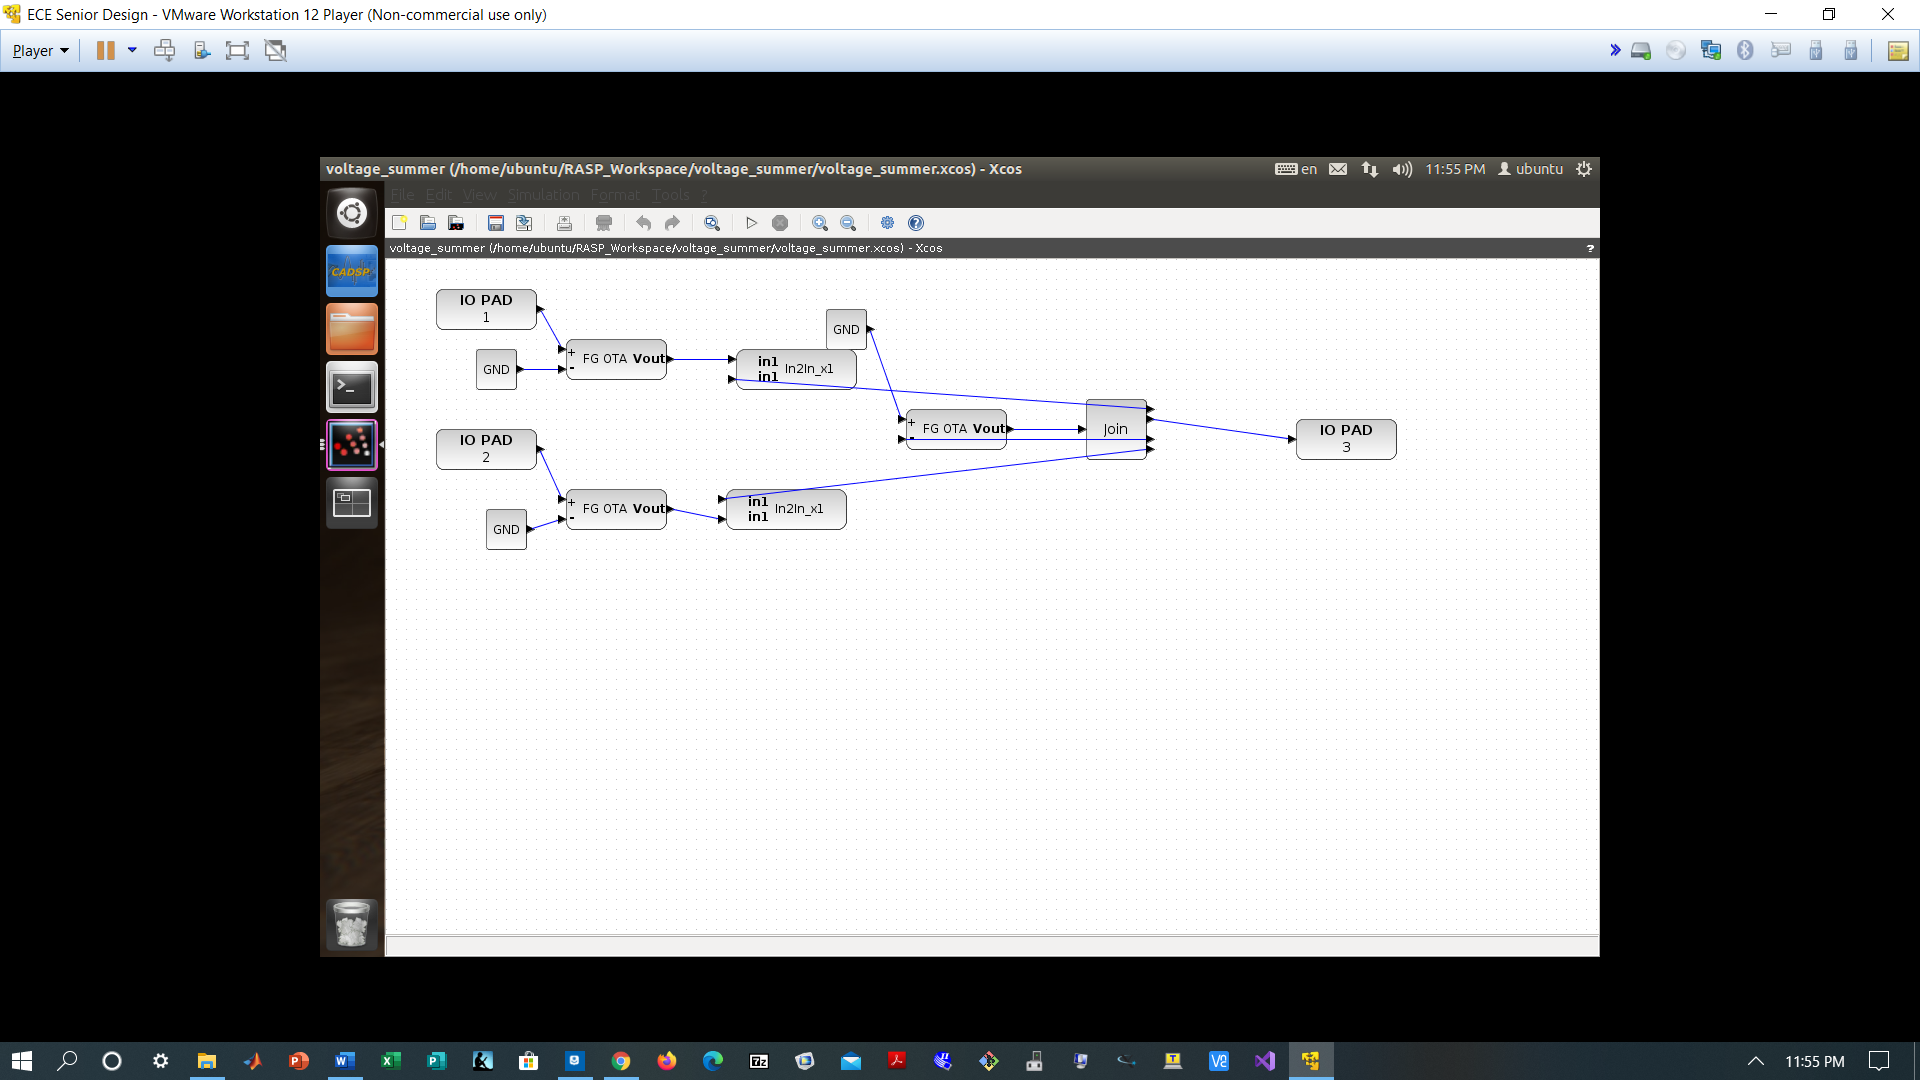 ECE Senior Design - VMware Workstation 12 Player (Non-commercial use only)
Player
voltage_summer (/home/ubuntu/RASP_Workspace/voltage_summer/voltage_summer.xcos) - Xcos
en
11:55 PM
ubuntu
File Edit View Simulation Format Tools ?
voltage_summer (/home/ubuntu/RASP_Workspace/voltage_summer/voltage_summer.xcos) - Xcos
?
CADSP
IO PAD
1
GND
+
-
FG OTA Vout
in1
in1
In2In_x1
GND
+
-
FG OTA Vout
Join
IO PAD
3
IO PAD
2
GND
+
-
FG OTA Vout
in1
in1
In2In_x1
11:55 PM